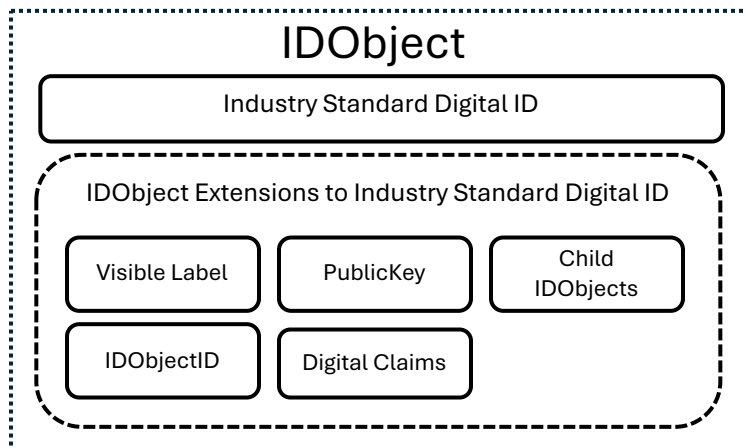 IDObject
Industry Standard Digital ID
IDObject Extensions to Industry Standard Digital ID
Visible Label
PublicKey
Child
IDObjects
IDObjectID
Digital Claims